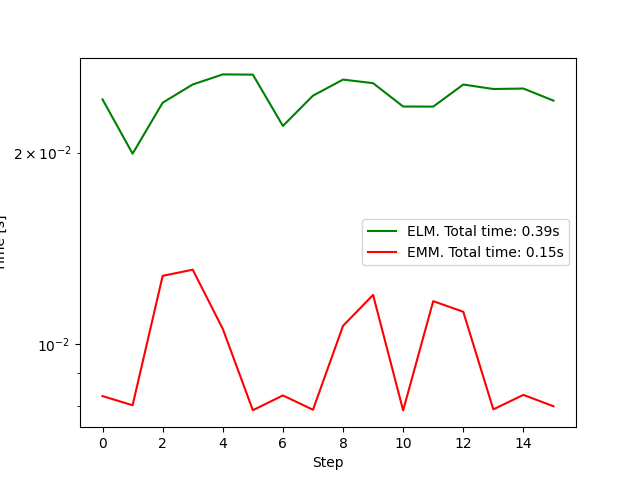 2 × 10⁻²
Time [s]
ELM. Total time: 0.39s
EMM. Total time: 0.15s
10⁻²
0 2 4 6 8 10 12 14
Step